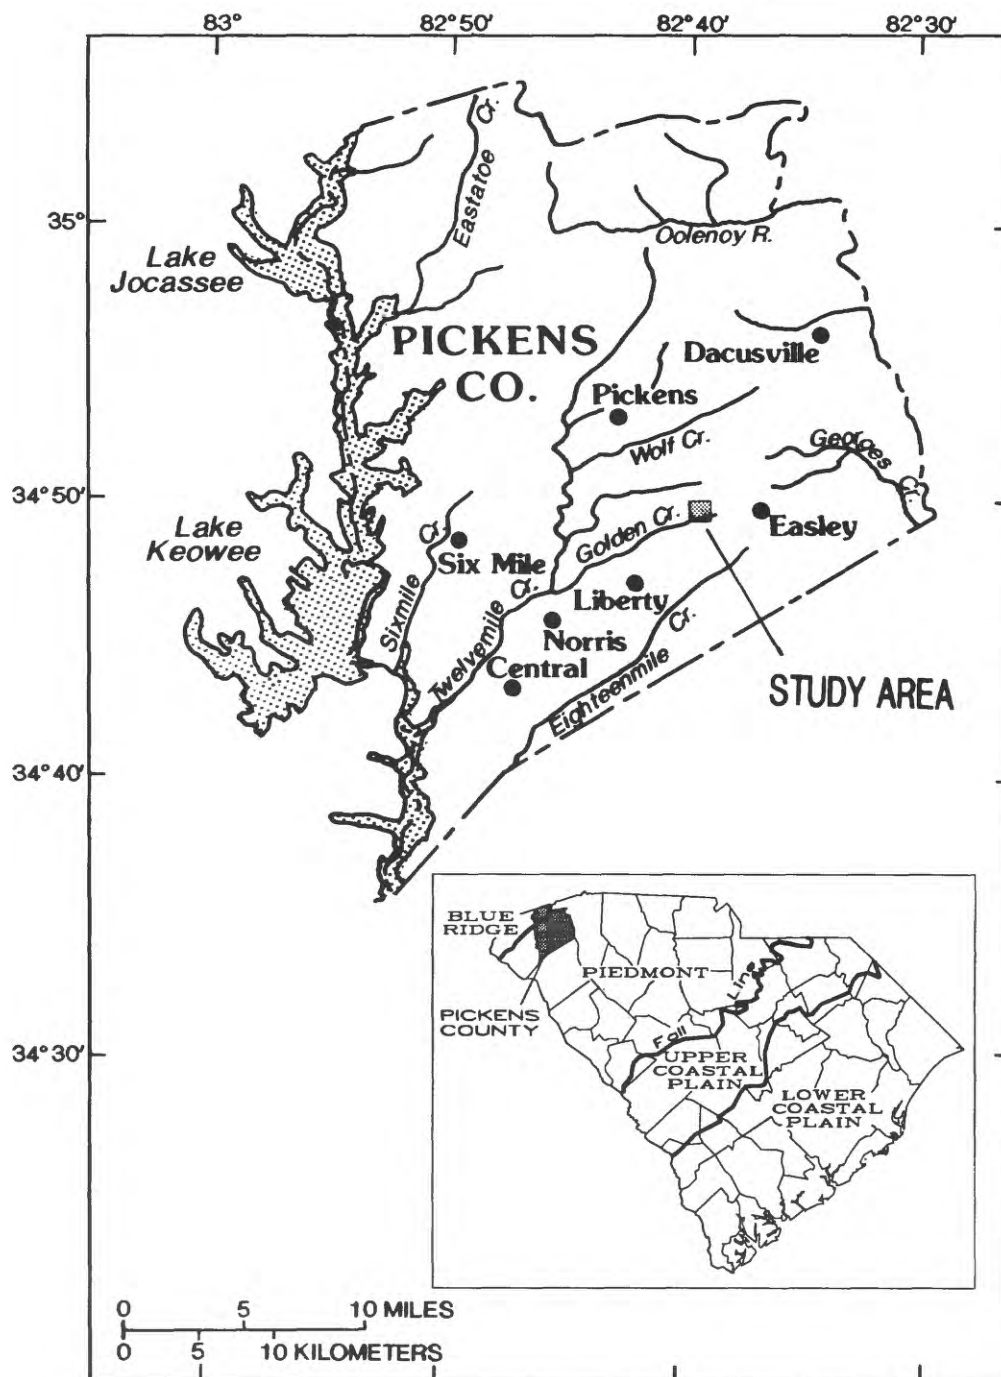 83°
82°50′
82°40′
82°30′
35°
34°50′
34°40′
34°30′
Eastatoe Cr.
Oolenoy R.
Lake
Jocassee
PICKENS
CO.
Dacusville
Pickens
Wolf Cr.
Georges
Lake
Keowee
Golden Cr.
Easley
Six Mile
Sixmile Cr.
Liberty
Twelvemile Cr.
Norris
Central
Eighteenmile Cr.
STUDY AREA
BLUE
RIDGE
PIEDMONT
PICKENS
COUNTY
Fall Line
UPPER
COASTAL
PLAIN
LOWER
COASTAL
PLAIN
0 5 10 MILES
0 5 10 KILOMETERS